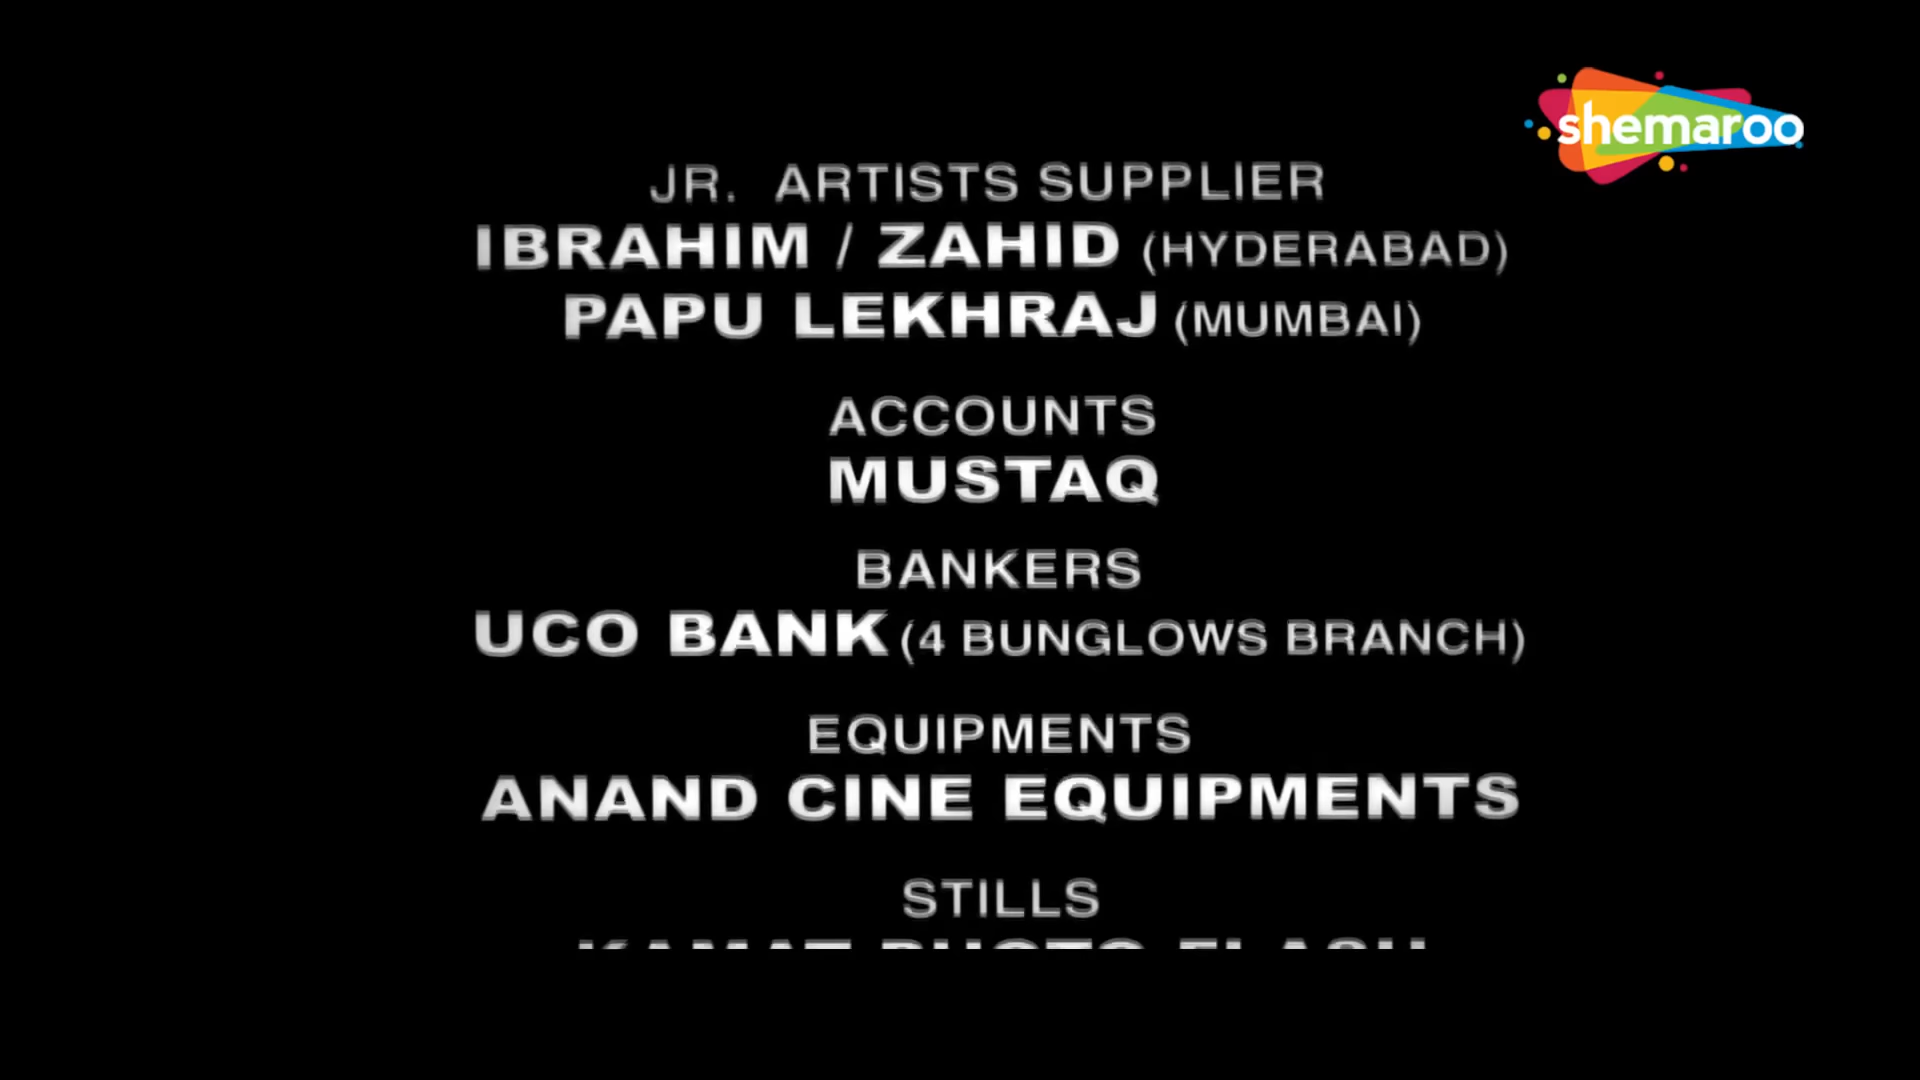 shemaroo
JR. ARTISTS SUPPLIER
IBRAHIM / ZAHID (HYDERABAD)
PAPU LEKHRAJ (MUMBAI)
ACCOUNTS
MUSTAQ
BANKERS
UCO BANK (4 BUNGLOWS BRANCH)
EQUIPMENTS
ANAND CINE EQUIPMENTS
STILLS